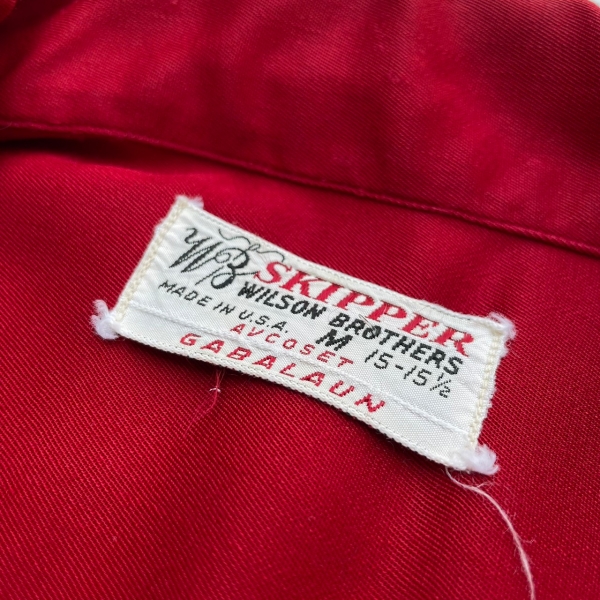 WB SKIPPER
WILSON BROTHERS
MADE IN U.S.A. M 15-15½
AVCOSET
GABALAUN